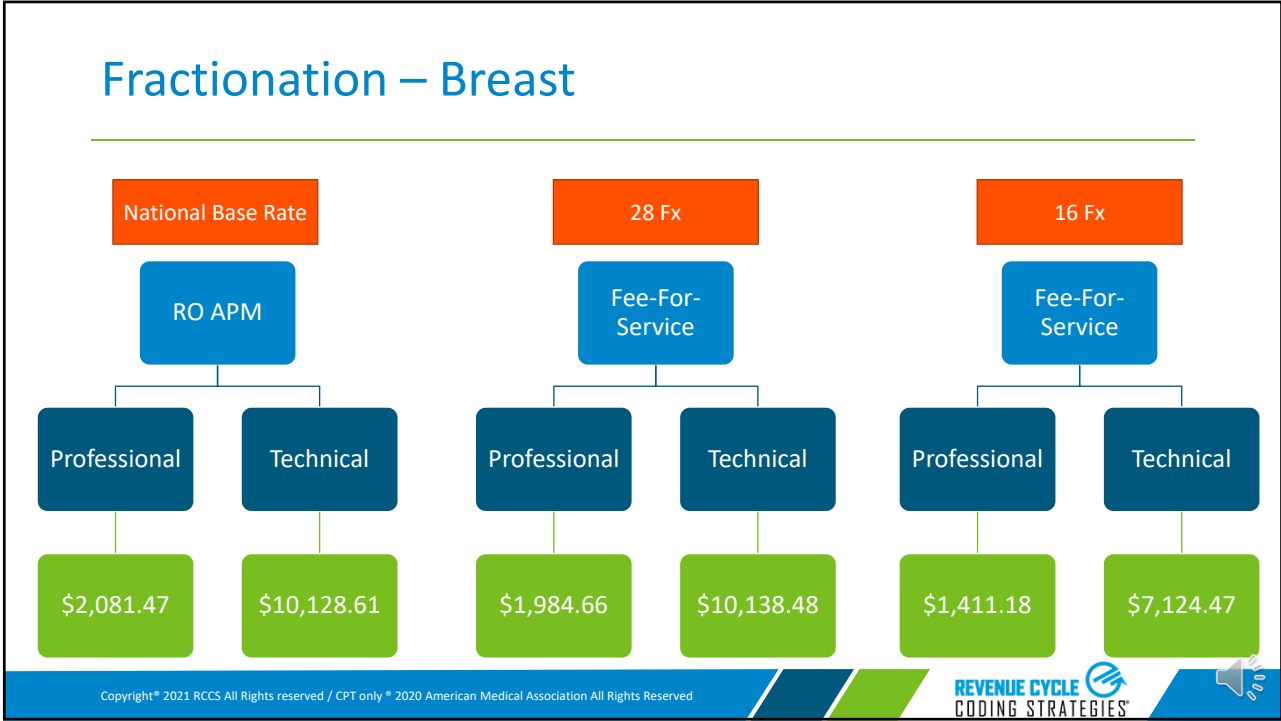 Fractionation – Breast
National Base Rate
28 Fx
16 Fx
RO APM
Fee-For-
Service
Fee-For-
Service
Professional
Technical
Professional
Technical
Professional
Technical
$2,081.47
$10,128.61
$1,984.66
$10,138.48
$1,411.18
$7,124.47
Copyright® 2021 RCCS All Rights reserved / CPT only ® 2020 American Medical Association All Rights Reserved
REVENUE CYCLE
CODING STRATEGIES®